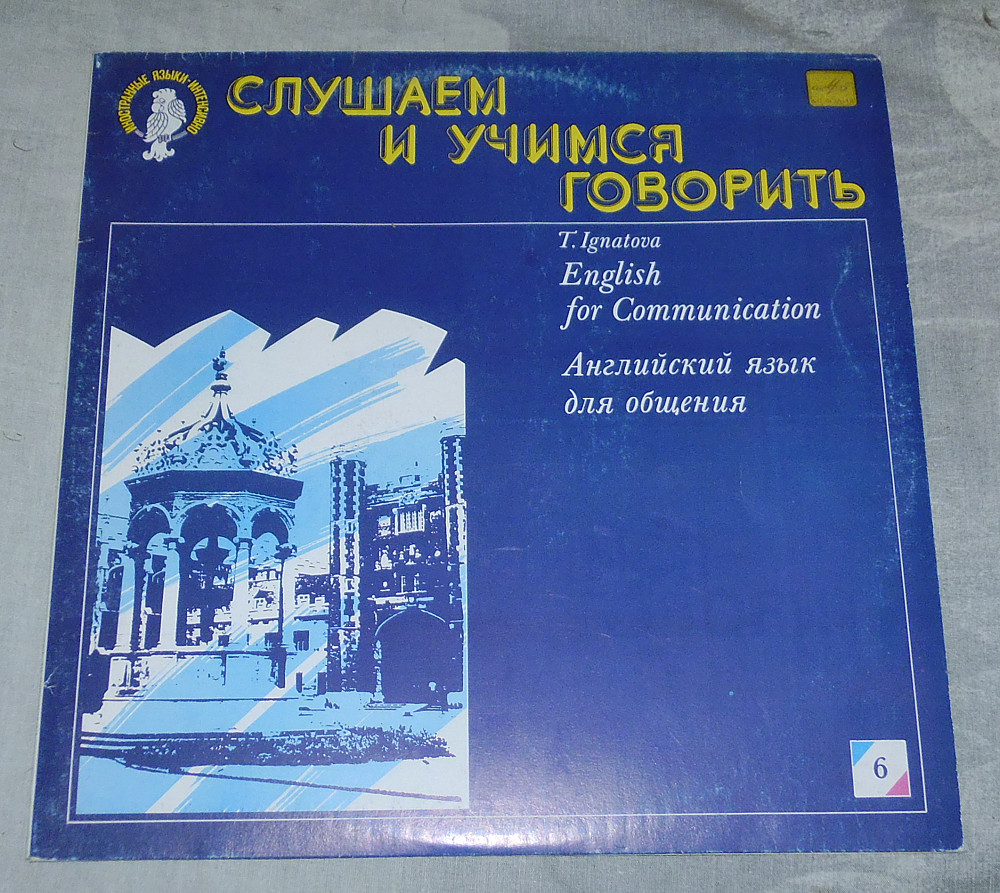 ИНОСТРАННЫЕ ЯЗЫКИ-ИНТЕНСИВНО
СЛУШАЕМ
И УЧИМСЯ
ГОВОРИТЬ
T. Ignatova
English
for Communication
Английский язык
для общения
6